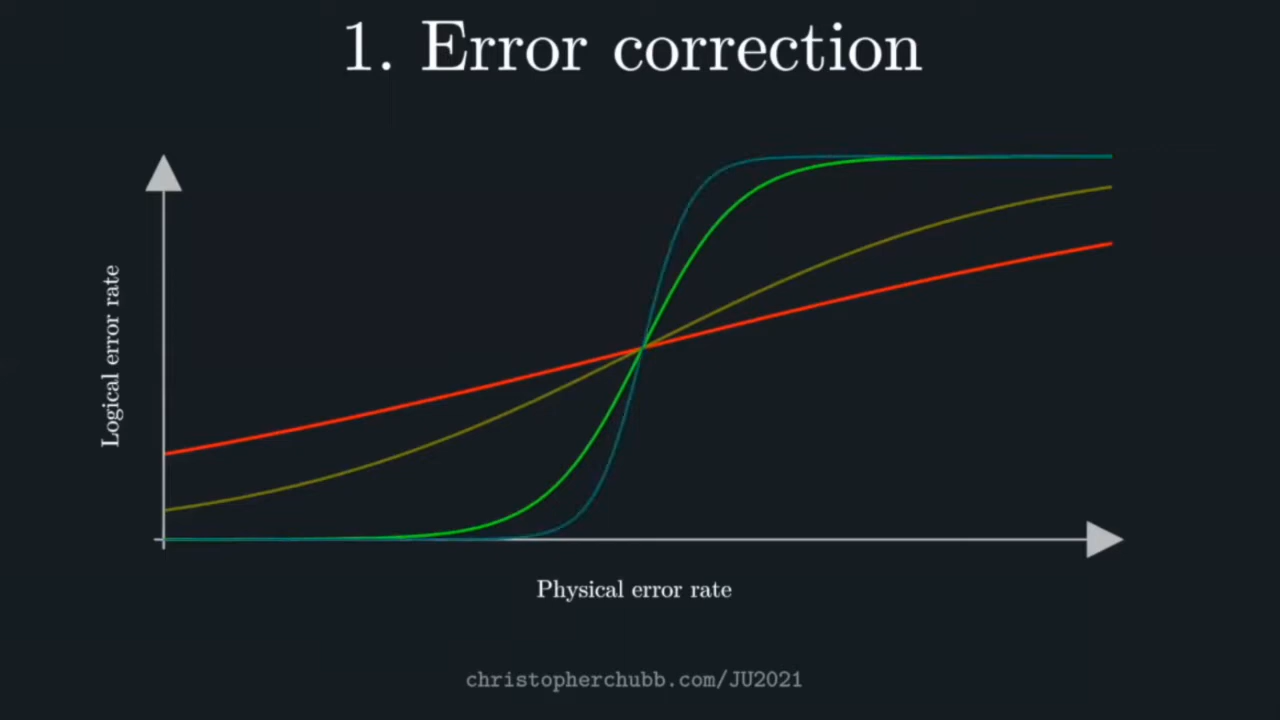 1. Error correction
Logical error rate
Physical error rate
christopherchubb.com/JU2021